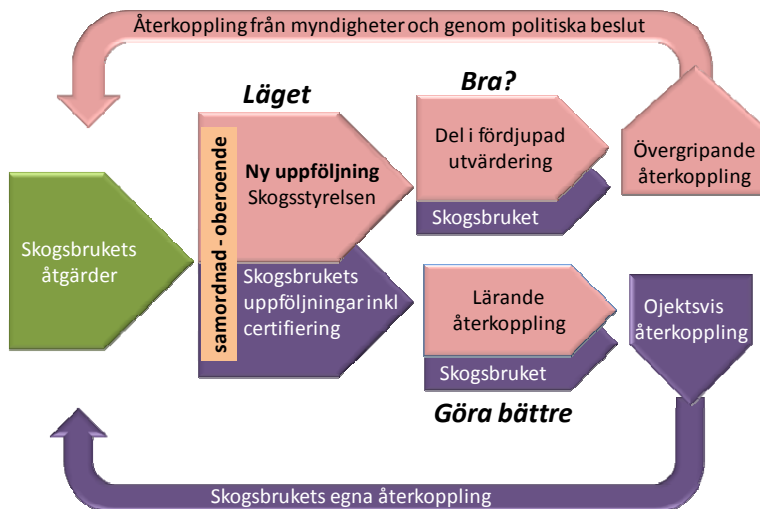 Återkoppling från myndigheter och genom politiska beslut
Läget
Bra?
samordnad - oberoende
Ny uppföljning
Skogsstyrelsen
Del i fördjupad
utvärdering
Skogsbruket
Övergripande
återkoppling
Skogsbrukets
åtgärder
Skogsbrukets
uppföljningar inkl
certifiering
Lärande
återkoppling
Skogsbruket
Göra bättre
Ojektsvis
återkoppling
Skogsbrukets egna återkoppling